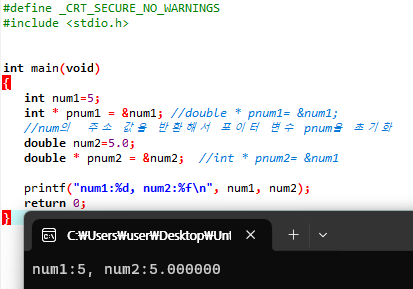 #define _CRT_SECURE_NO_WARNINGS
#include <stdio.h>
int main(void)
{
int num1=5;
int * pnum1 = &num1; //double * pnum1= &num1;
//num의 주소 값을 반환해서 프이터 변수 pnum을 초기화
double num2=5.0;
double * pnum2 = &num2; //int * pnum2= &num1
printf("num1:%d, num2:%f\n", num1, num2);
return 0;
}
C:₩Users₩user₩Desktop₩Unt
num1:5, num2:5.000000